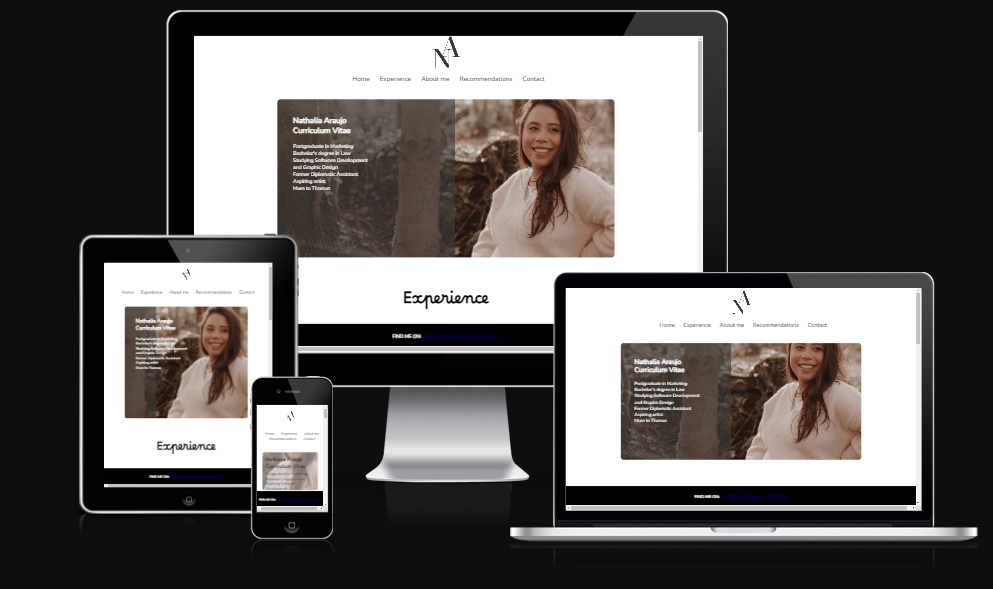 NA
Home Experience About me Recommendations Contact
Nathalia Araujo
Curriculum Vitae
Postgraduate in Marketing
Bachelor's degree in Law
Studying Software Development
and Graphic Design
Former Diplomatic Assistant
Aspiring artist
Mum to Thomas
Experience
FIND ME ON:
NA
Home Experience About me Recommendations Contact
Nathalia Araujo
Curriculum Vitae
Postgraduate in Marketing
Bachelor's degree in Law
Studying Software Development
and Graphic Design
Former Diplomatic Assistant
Aspiring artist
Mum to Thomas
Experience
FIND ME ON:
NA
Home Experience About me
Recommendations Contact
Nathalia Araujo
Curriculum Vitae
FIND ME ON:
NA
Home Experience About me Recommendations Contact
Nathalia Araujo
Curriculum Vitae
Postgraduate in Marketing
Bachelor's degree in Law
Studying Software Development
and Graphic Design
Former Diplomatic Assistant
Aspiring artist
Mum to Thomas
FIND ME ON: